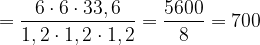 = \frac{6 \cdot 6 \cdot 33,6}{1,2 \cdot 1,2 \cdot 1,2} = \frac{5600}{8} = 700